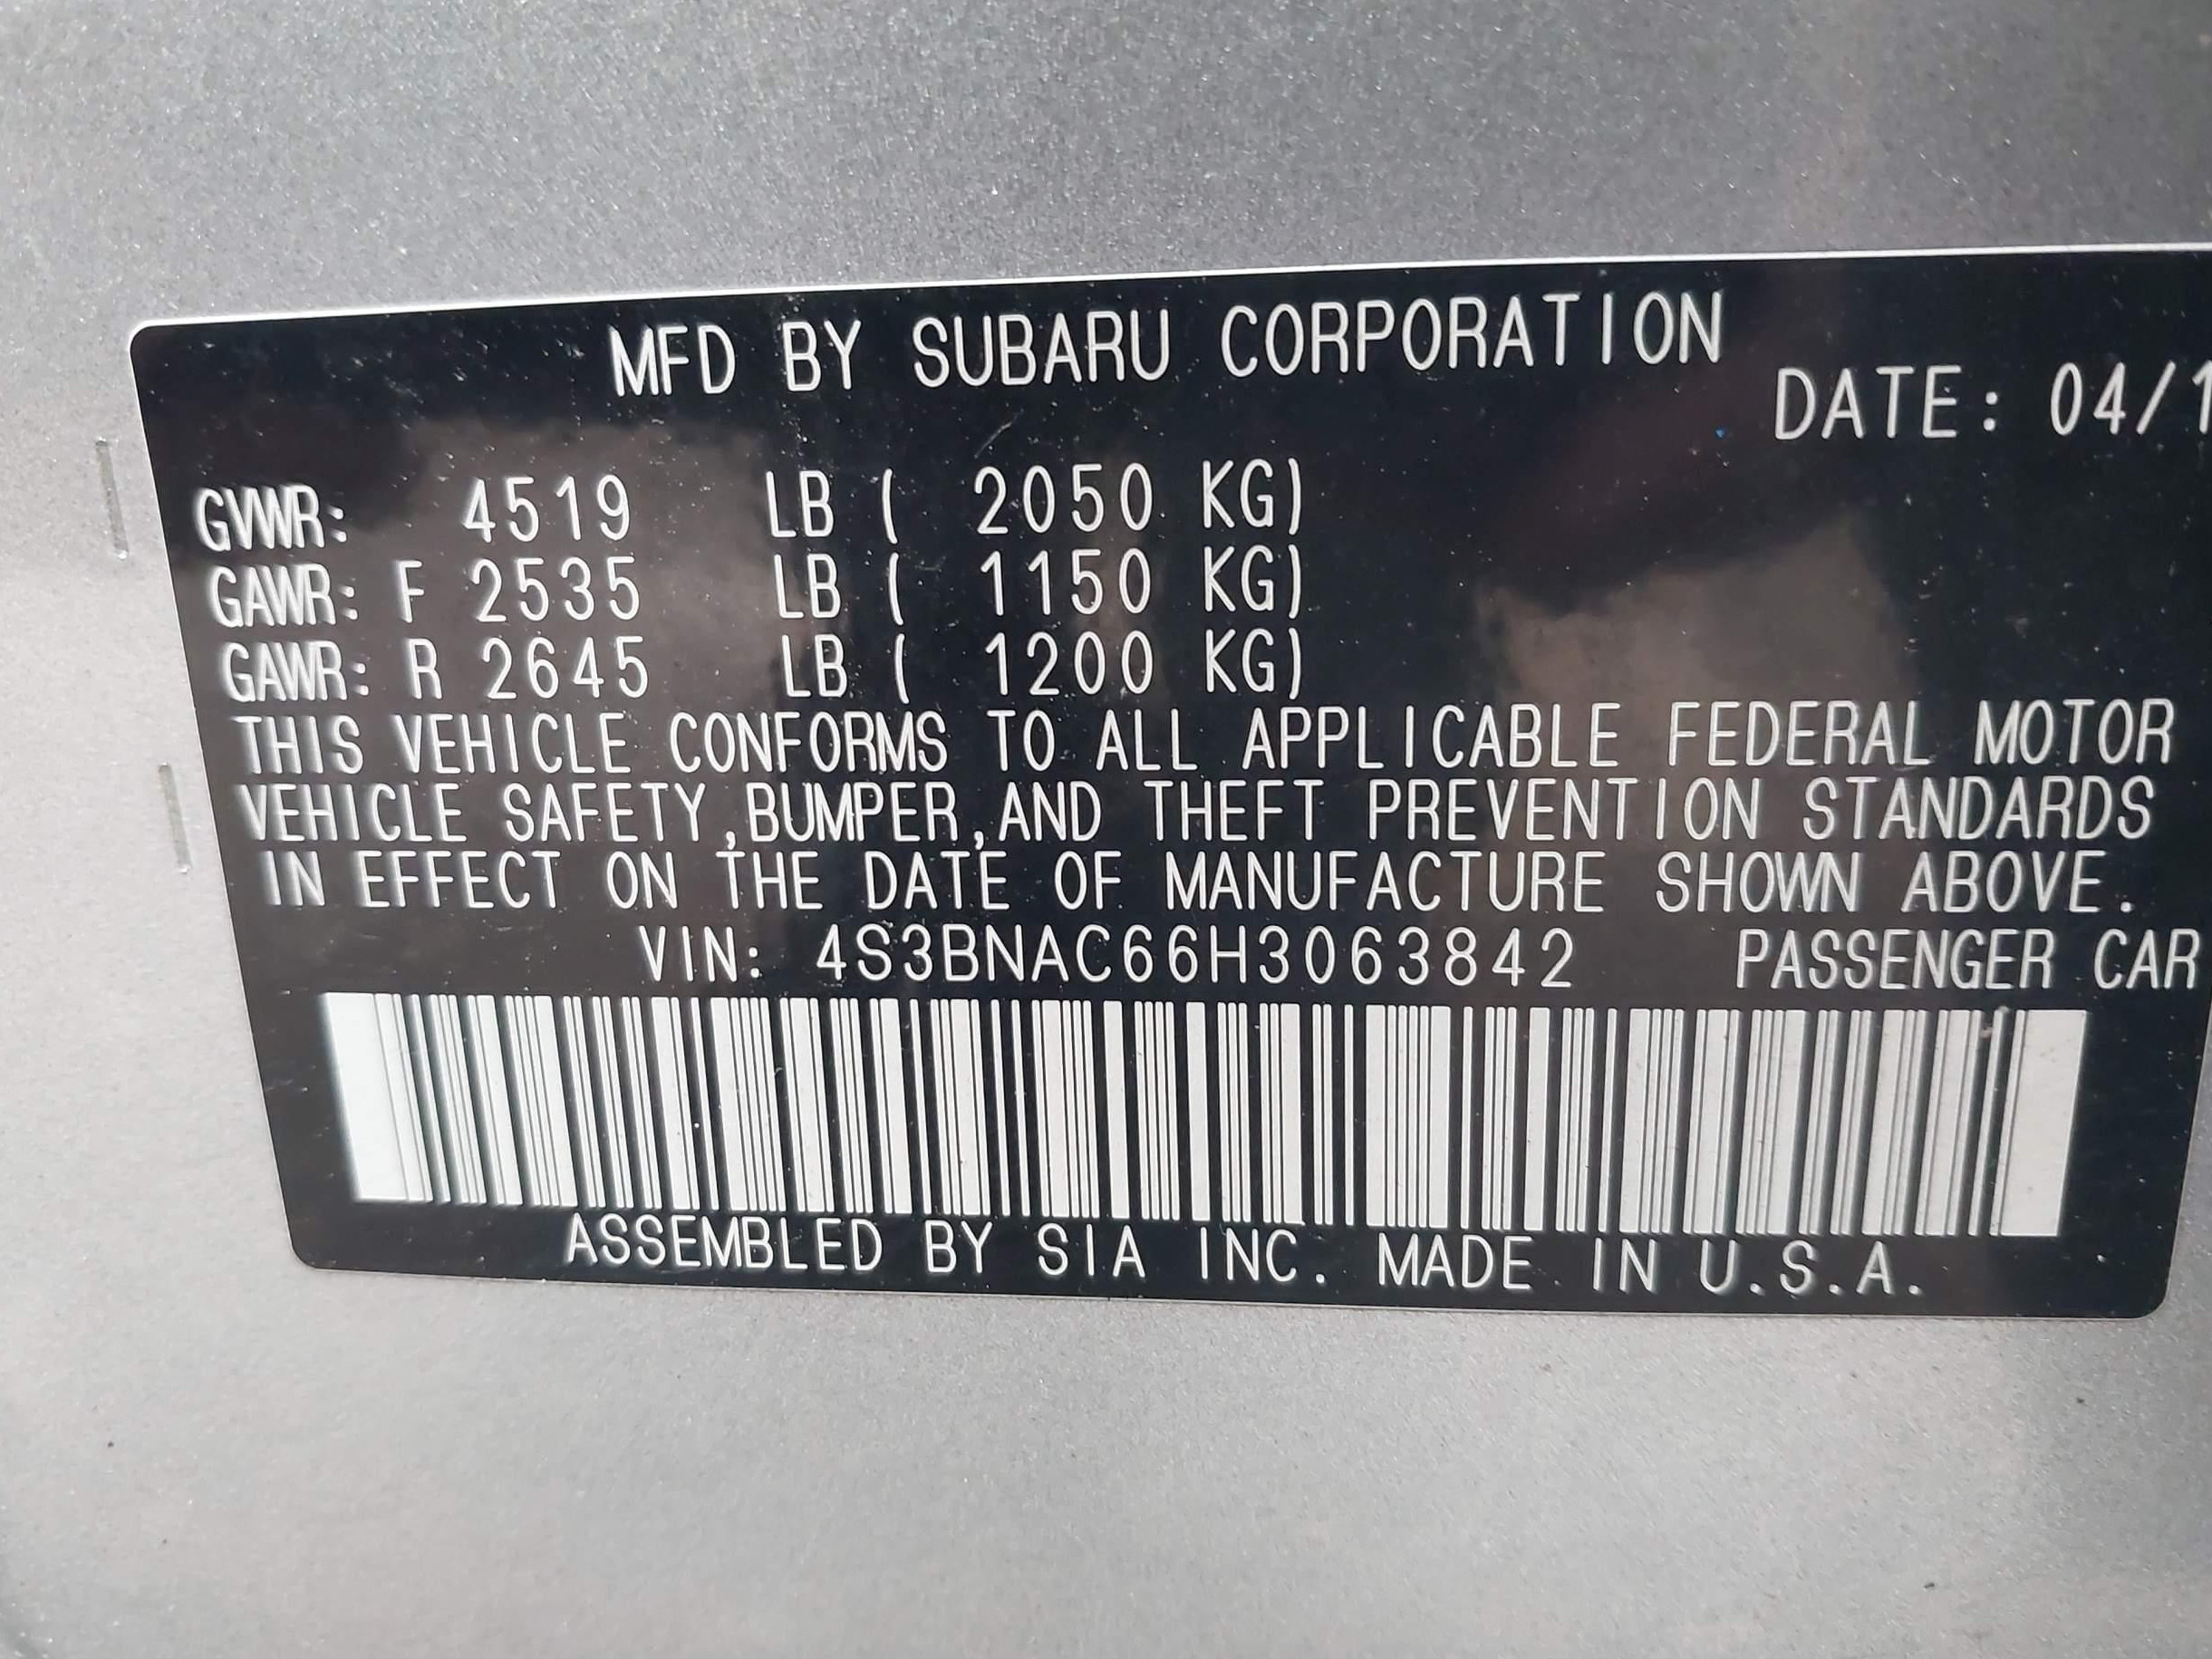 MFD BY SUBARU CORPORATION
DATE: 04/1
GVWR: 4519 LB ( 2050 KG)
GAWR: F 2535 LB ( 1150 KG)
GAWR: R 2645 LB ( 1200 KG)
THIS VEHICLE CONFORMS TO ALL APPLICABLE FEDERAL MOTOR
VEHICLE SAFETY,BUMPER,AND THEFT PREVENTION STANDARDS
IN EFFECT ON THE DATE OF MANUFACTURE SHOWN ABOVE.
VIN: 4S3BNAC66H3063842 PASSENGER CAR
ASSEMBLED BY SIA INC. MADE IN U.S.A.